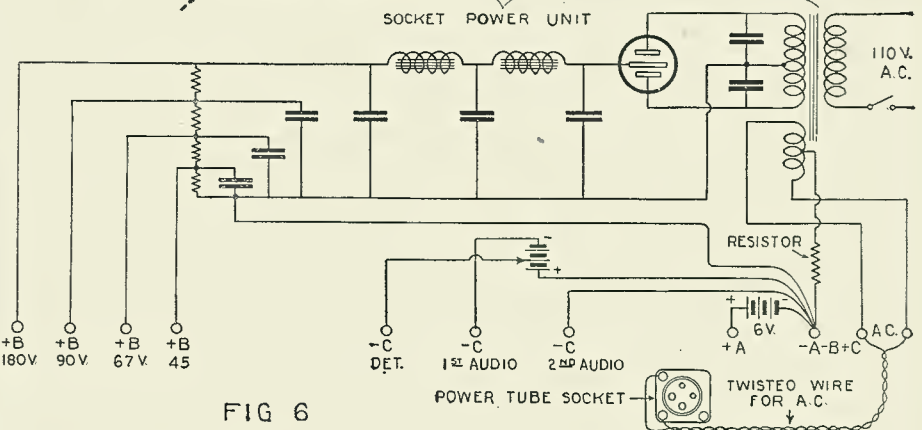 SOCKET POWER UNIT
110V.
A.C.
RESISTOR
-
+
+ -
6V.
+B
180V.
+B
90V.
+B
67V.
+B
45
-C
DET.
-C
1ST AUDIO
-C
2ND AUDIO
+A
-A-B+C
A.C.
POWER TUBE SOCKET
TWISTED WIRE
FOR A.C.
FIG 6